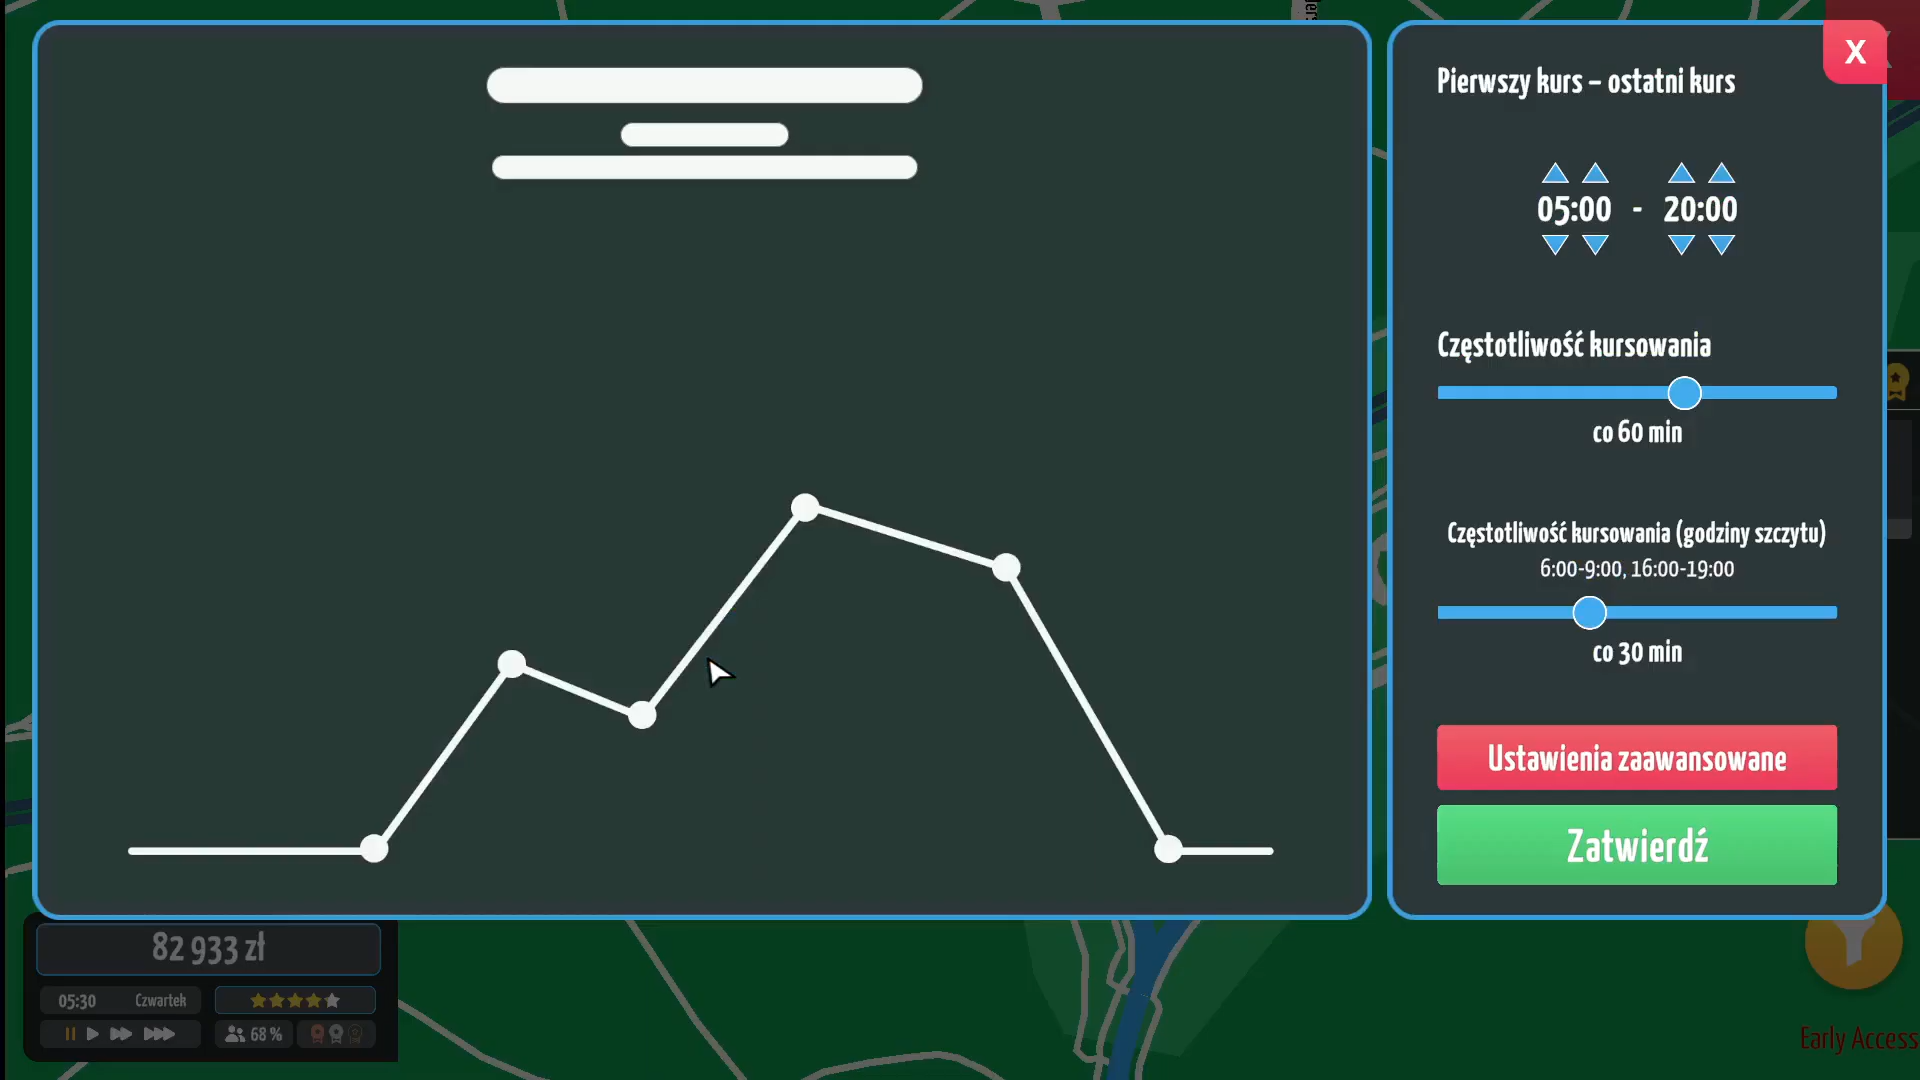 X
Pierwszy kurs – ostatni kurs
05:00 - 20:00
Częstotliwość kursowania
co 60 min
Częstotliwość kursowania (godziny szczytu)
6:00-9:00, 16:00-19:00
co 30 min
Ustawienia zaawansowane
Zatwierdź
82 933 zł
05:30 Czwartek
68 %
Early Access